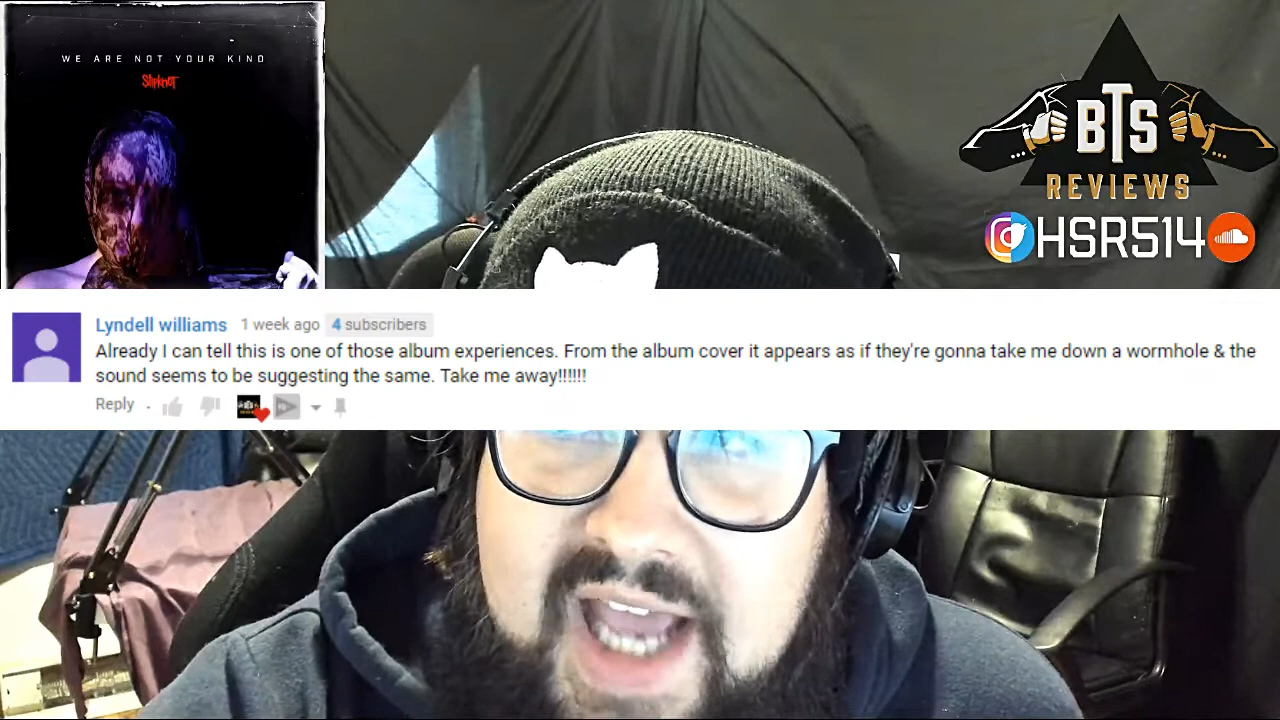 WE ARE NOT YOUR KIND
Slipknot
BTS
REVIEWS
HSR514
Lyndell williams 1 week ago 4 subscribers
Already I can tell this is one of those album experiences. From the album cover it appears as if they're gonna take me down a wormhole & the
sound seems to be suggesting the same. Take me away!!!!!!
Reply